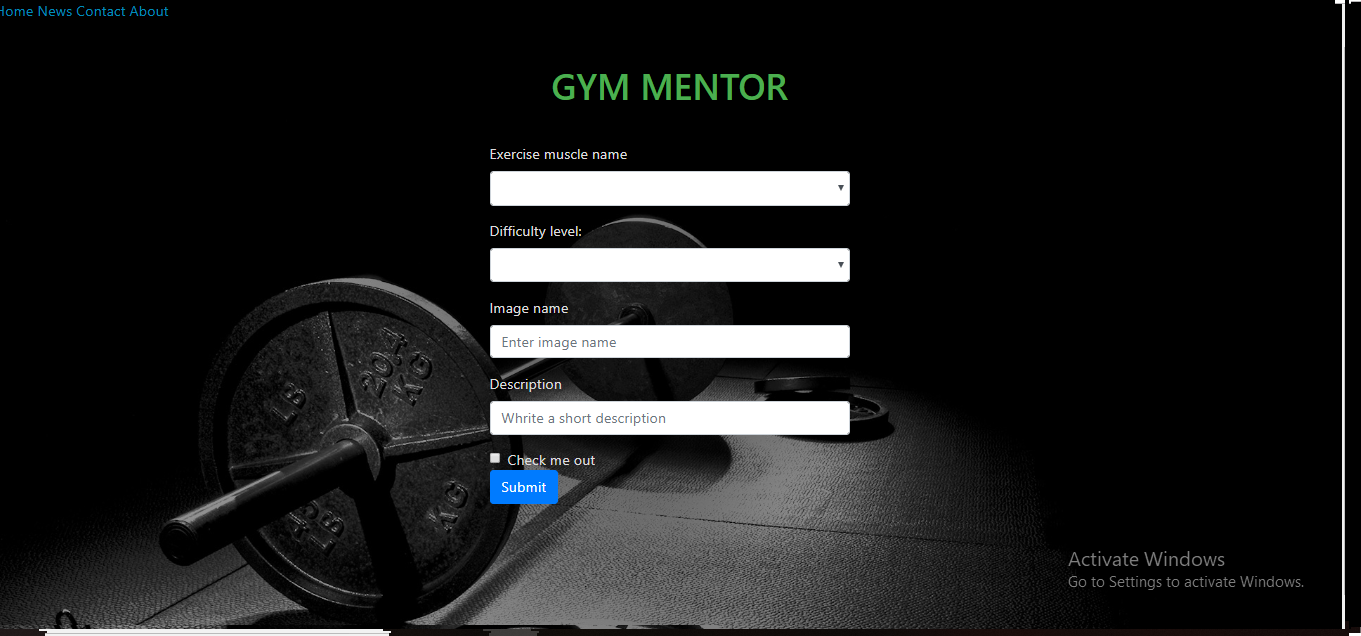 Home News Contact About
GYM MENTOR
Exercise muscle name
Difficulty level:
Image name
Enter image name
Description
Whrite a short description
Check me out
Submit
LB
20.4
KG
KG
LB
Activate Windows
Go to Settings to activate Windows.